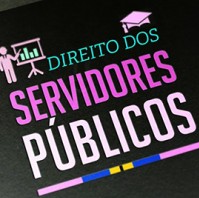 DIREITO DOS
SERVIDORES
PÚBLICOS